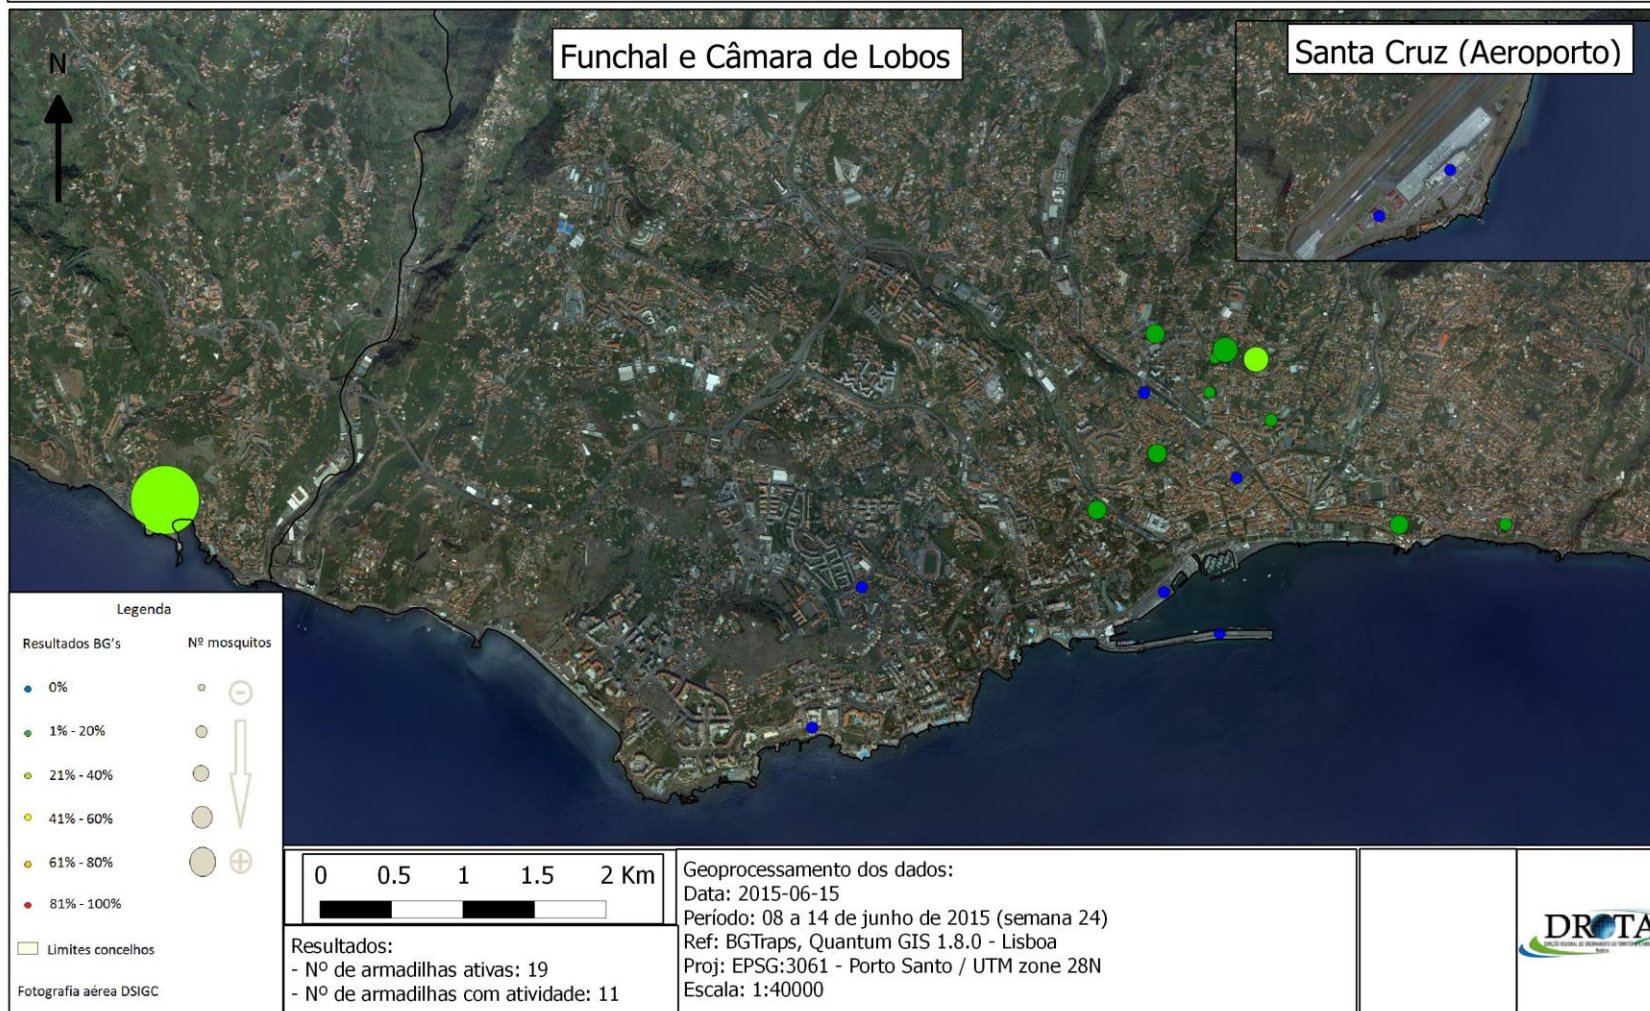 Funchal e Câmara de Lobos
Santa Cruz (Aeroporto)
N
Legenda
Resultados BG's
Nº mosquitos
0%
1% - 20%
21% - 40%
41% - 60%
61% - 80%
81% - 100%
Limites concelhos
Fotografia aérea DSIGC
0 0.5 1 1.5 2 Km
Resultados:
- Nº de armadilhas ativas: 19
- Nº de armadilhas com atividade: 11
Geoprocessamento dos dados:
Data: 2015-06-15
Período: 08 a 14 de junho de 2015 (semana 24)
Ref: BGTraps, Quantum GIS 1.8.0 - Lisboa
Proj: EPSG:3061 - Porto Santo / UTM zone 28N
Escala: 1:40000
DROTA